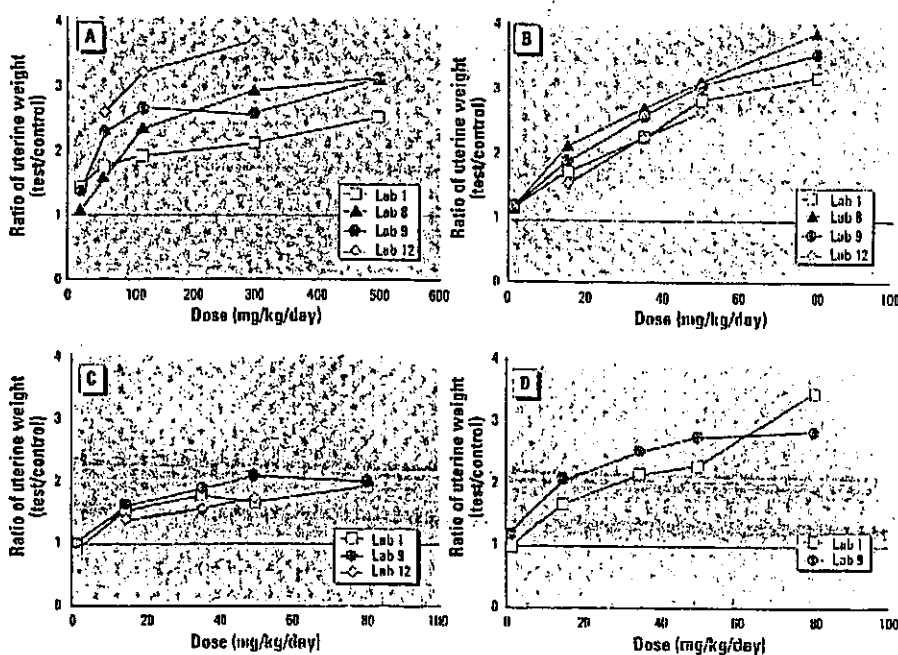 A
Ratio of uterine weight
(test/control)
4
3
2
1
0
Lab 1
Lab 8
Lab 9
Lab 12
0 100 200 300 400 500 600
Dose (mg/kg/day)
B
Ratio of uterine weight
(test/control)
4
3
2
1
0
Lab 1
Lab 8
Lab 9
Lab 12
0 20 40 60 80 100
Dose (mg/kg/day)
C
Ratio of uterine weight
(test/control)
4
3
2
1
0
Lab 1
Lab 9
Lab 12
0 20 40 60 80 100
Dose (mg/kg/day)
D
Ratio of uterine weight
(test/control)
4
3
2
1
0
Lab 1
Lab 9
0 20 40 60 80 100
Dose (mg/kg/day)